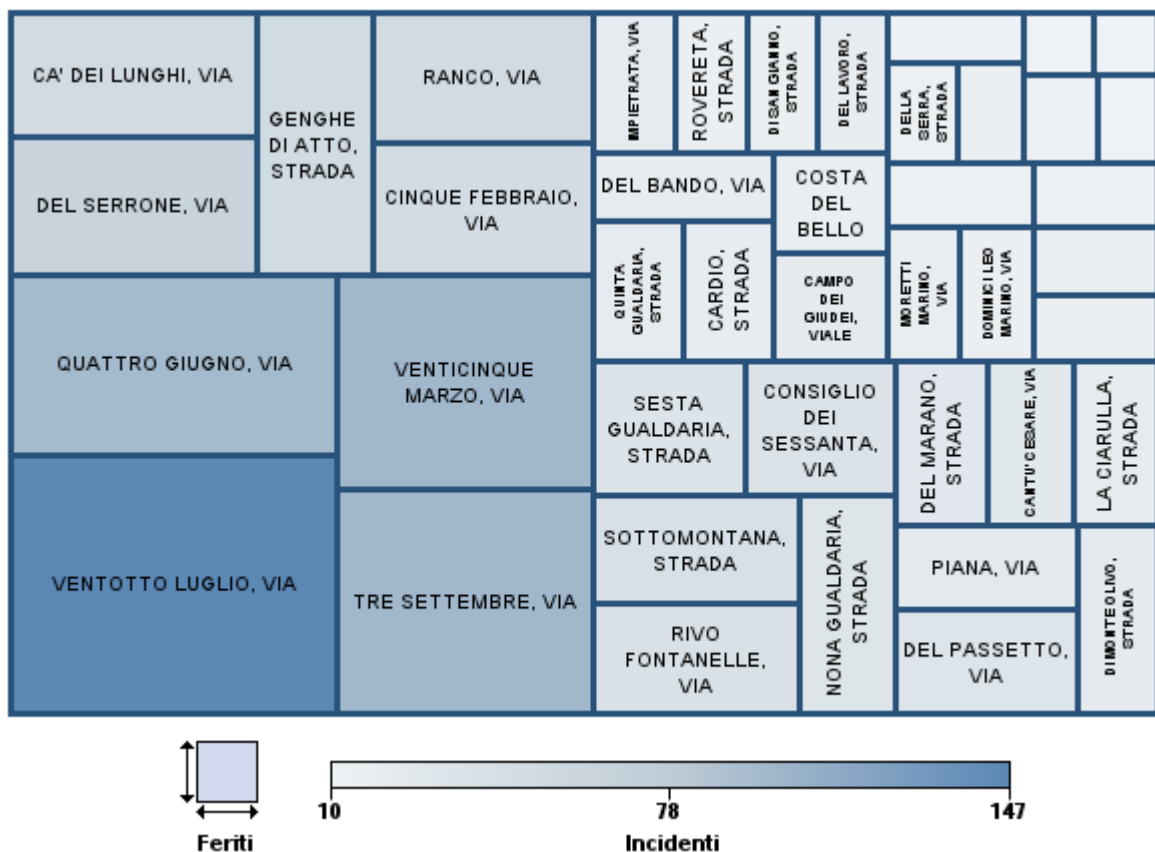 CA' DEI LUNGHI, VIA
GENGHE
DI ATTO,
STRADA
RANCO, VIA
DEL SERRONE, VIA
CINQUE FEBBRAIO,
VIA
QUATTRO GIUGNO, VIA
VENTICINQUE
MARZO, VIA
VENTOTTO LUGLIO, VIA
TRE SETTEMBRE, VIA
IMPIETRATA, VIA
ROVERETA,
STRADA
DI SAN GIANNO,
STRADA
DEL LAVORO,
STRADA
DELLA
SERRA,
STRADA
DEL BANDO, VIA
COSTA
DEL
BELLO
QUINTA
GUALDARIA,
STRADA
CARDIO,
STRADA
CAMPO
DEI
GIUDEI,
VIALE
MORETTI
MARINO,
VIA
DOMINICI LEO
MARINO, VIA
SESTA
GUALDARIA,
STRADA
CONSIGLIO
DEI
SESSANTA,
VIA
DEL MARANO,
STRADA
CANTU' CESARE, VIA
LA CIARULLA,
STRADA
SOTTOMONTANA,
STRADA
NONA GUALDARIA,
STRADA
RIVO
FONTANELLE,
VIA
PIANA, VIA
DEL PASSETTO,
VIA
DI MONTEOLIVO,
STRADA
10
78
147
Feriti
Incidenti